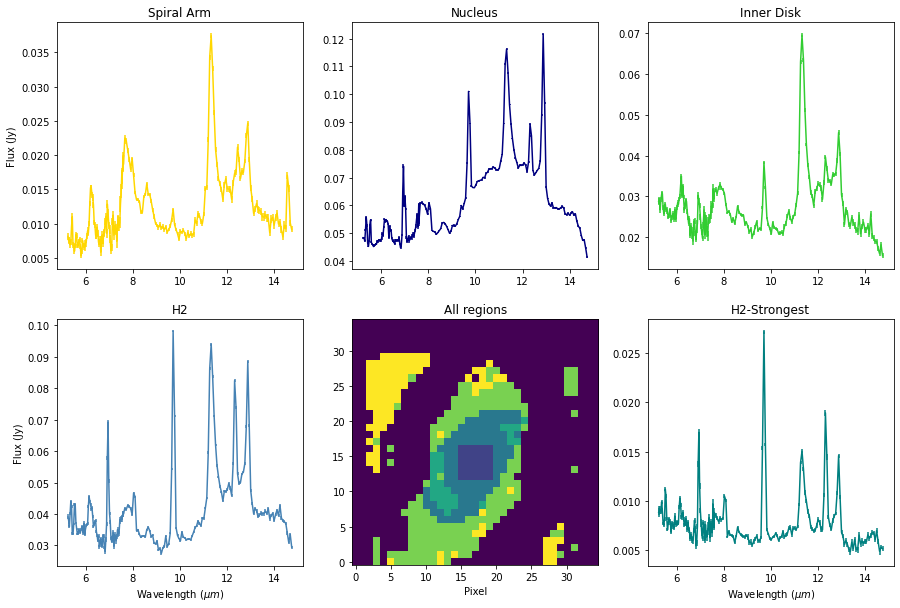 Spiral Arm
Nucleus
Inner Disk
Flux (Jy)
0.035
0.030
0.025
0.020
0.015
0.010
0.005
6 8 10 12 14
0.12
0.11
0.10
0.09
0.08
0.07
0.06
0.05
0.04
6 8 10 12 14
0.07
0.06
0.05
0.04
0.03
0.02
6 8 10 12 14
H2
All regions
H2-Strongest
Flux (Jy)
0.10
0.09
0.08
0.07
0.06
0.05
0.04
0.03
6 8 10 12 14
Wavelength (μm)
30
25
20
15
10
5
0
0 5 10 15 20 25 30
Pixel
0.025
0.020
0.015
0.010
0.005
6 8 10 12 14
Wavelength (μm)